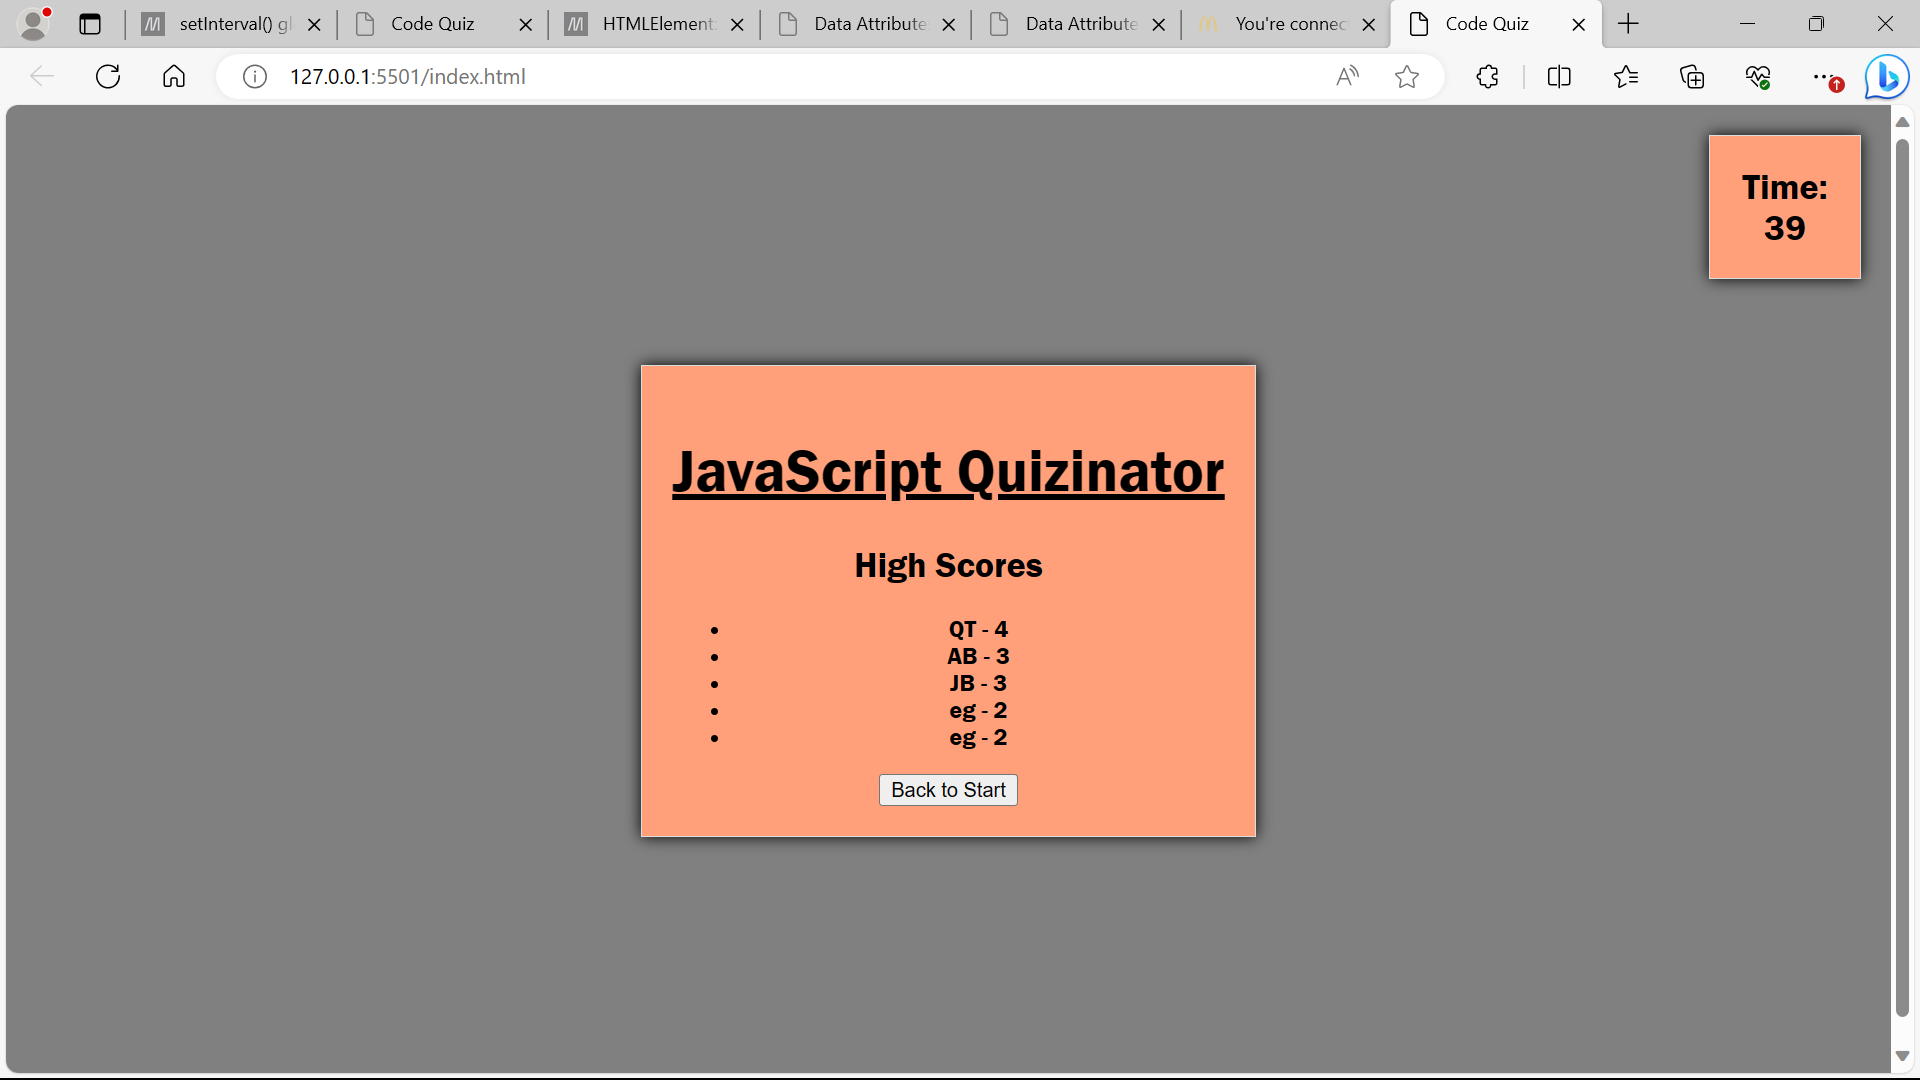 setInterval() gl
Code Quiz
HTMLElement:
Data Attribute
Data Attribute
You're connec
Code Quiz
127.0.0.1:5501/index.html
Time:
39
JavaScript Quizinator
High Scores
• QT - 4
• AB - 3
• JB - 3
• eg - 2
• eg - 2
Back to Start